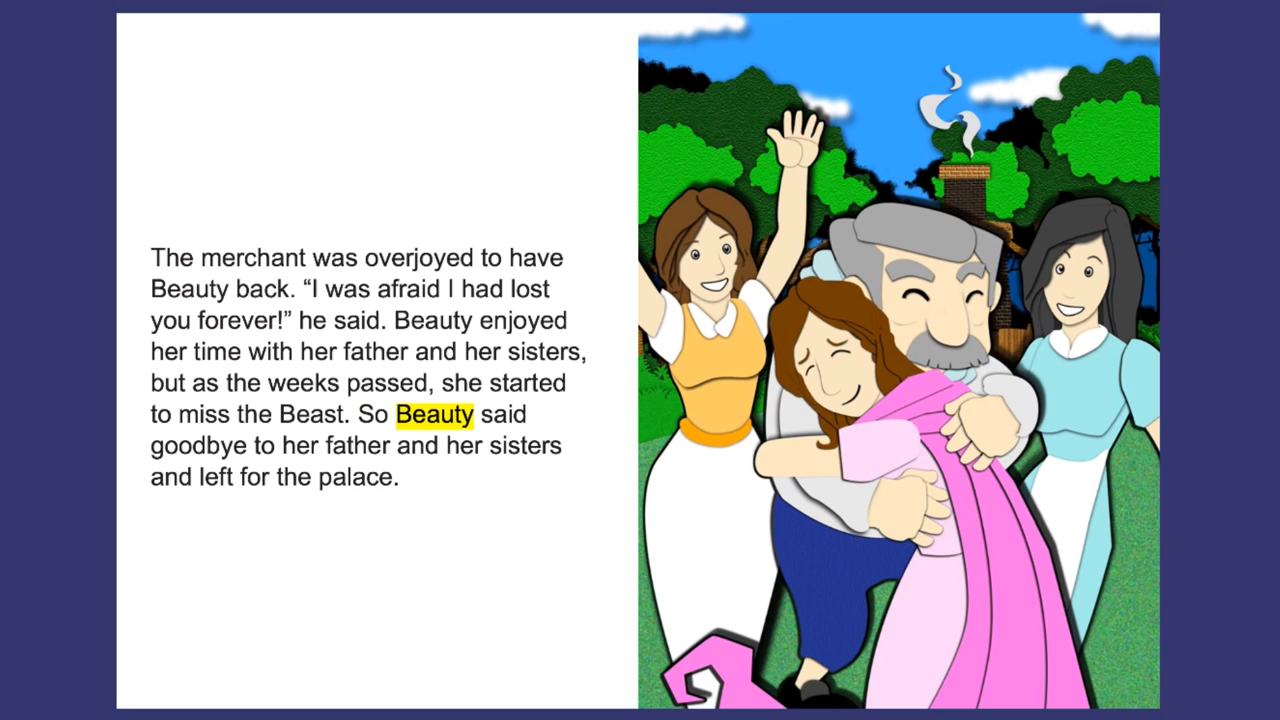 The merchant was overjoyed to have
Beauty back. “I was afraid I had lost
you forever!” he said. Beauty enjoyed
her time with her father and her sisters,
but as the weeks passed, she started
to miss the Beast. So Beauty said
goodbye to her father and her sisters
and left for the palace.